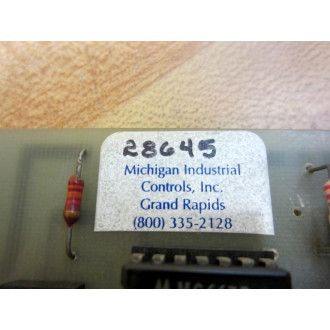 28645
Michigan Industrial
Controls, Inc.
Grand Rapids
(800) 335-2128